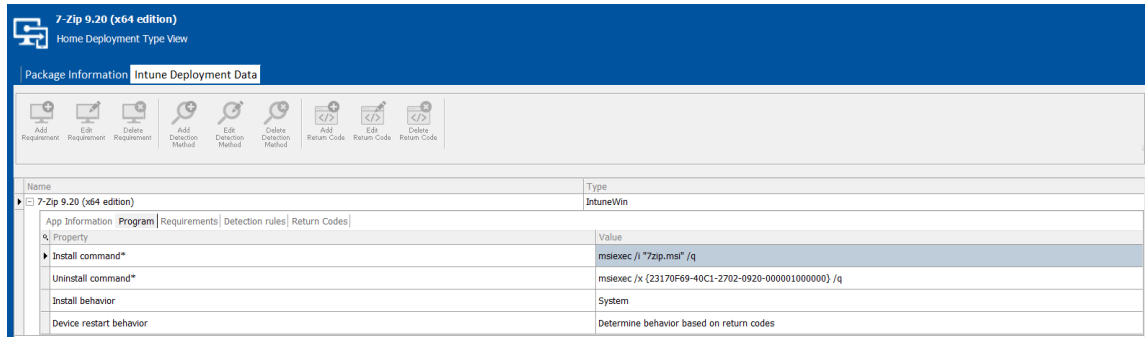 7-Zip 9.20 (x64 edition)
Home Deployment Type View
Package Information Intune Deployment Data
Add Requirement
Edit Requirement
Delete Requirement
Add Detection Method
Edit Detection Method
Delete Detection Method
Add Return Code
Edit Return Code
Delete Return Code
Name Type
7-Zip 9.20 (x64 edition) IntuneWin
App Information Program Requirements Detection rules Return Codes
Property Value
Install command* msiexec /i "7zip.msi" /q
Uninstall command* msiexec /x {23170F69-40C1-2702-0920-000001000000} /q
Install behavior System
Device restart behavior Determine behavior based on return codes